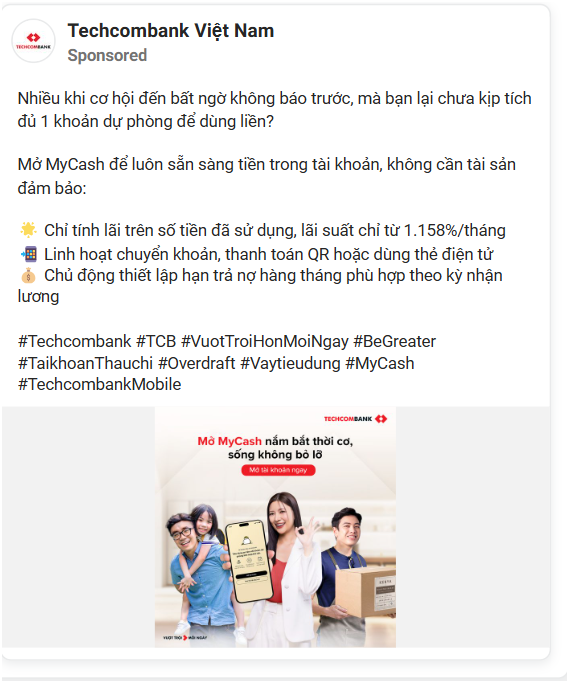 TECHCOMBANK
Techcombank Việt Nam
Sponsored
Nhiều khi cơ hội đến bất ngờ không báo trước, mà bạn lại chưa kịp tích
đủ 1 khoản dự phòng để dùng liền?
Mở MyCash để luôn sẵn sàng tiền trong tài khoản, không cần tài sản
đảm bảo:
🌟 Chỉ tính lãi trên số tiền đã sử dụng, lãi suất chỉ từ 1.158%/tháng
📲 Linh hoạt chuyển khoản, thanh toán QR hoặc dùng thẻ điện tử
💰 Chủ động thiết lập hạn trả nợ hàng tháng phù hợp theo kỳ nhận
lương
#Techcombank #TCB #VuotTroiHonMoiNgay #BeGreater
#TaikhoanThauchi #Overdraft #Vaytieudung #MyCash
#TechcombankMobile
TECHCOMBANK
Mở MyCash nắm bắt thời cơ,
sống không bỏ lỡ
Mở tài khoản ngay
VƯỢT TRỘI MỖI NGÀY